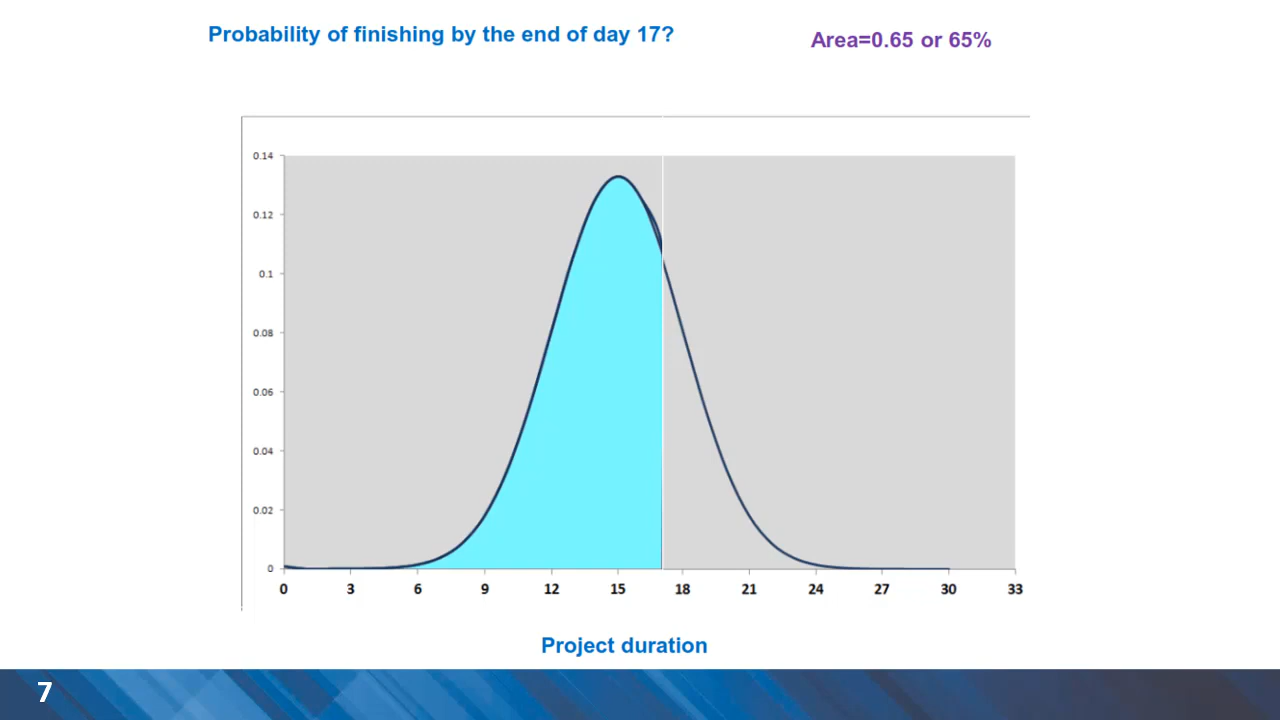 Probability of finishing by the end of day 17?
Area=0.65 or 65%
0.14
0.12
0.1
0.08
0.06
0.04
0.02
0
0 3 6 9 12 15 18 21 24 27 30 33
Project duration
7